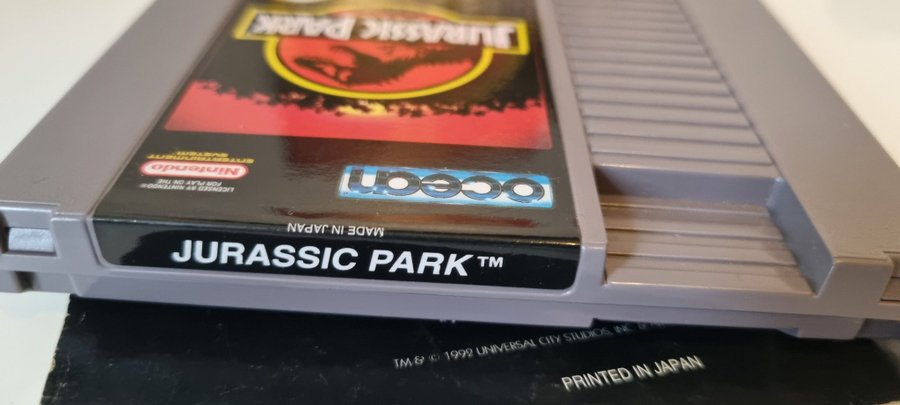 JURASSIC PARK
LICENSED BY NINTENDO®
FOR PLAY ON THE
Nintendo
ENTERTAINMENT
SYSTEM™
ocean
MADE IN JAPAN
JURASSIC PARK™
TM & © 1992 UNIVERSAL CITY STUDIOS, INC
PRINTED IN JAPAN